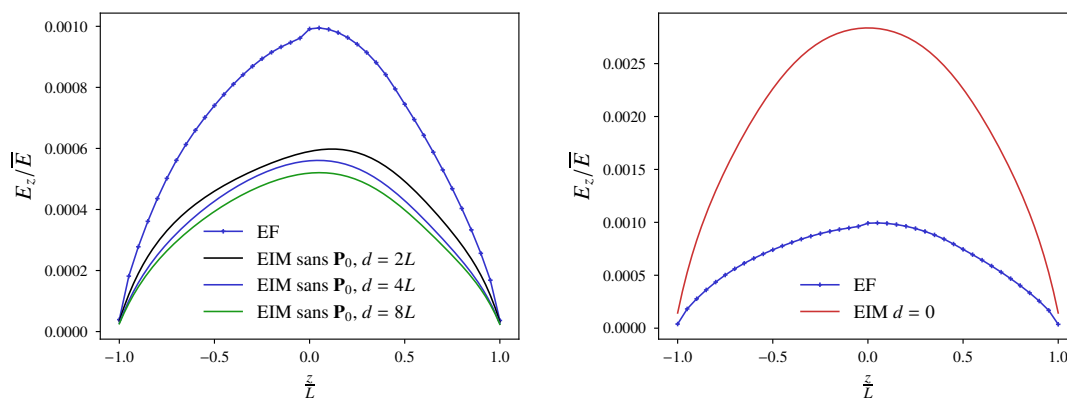 0.0010
0.0008
0.0006
0.0004
0.0002
0.0000
E_z/E̅
−1.0 −0.5 0.0 0.5 1.0
z/L
EF
EIM sans P₀, d = 2L
EIM sans P₀, d = 4L
EIM sans P₀, d = 8L
0.0025
0.0020
0.0015
0.0010
0.0005
0.0000
E_z/E̅
−1.0 −0.5 0.0 0.5 1.0
z/L
EF
EIM d = 0